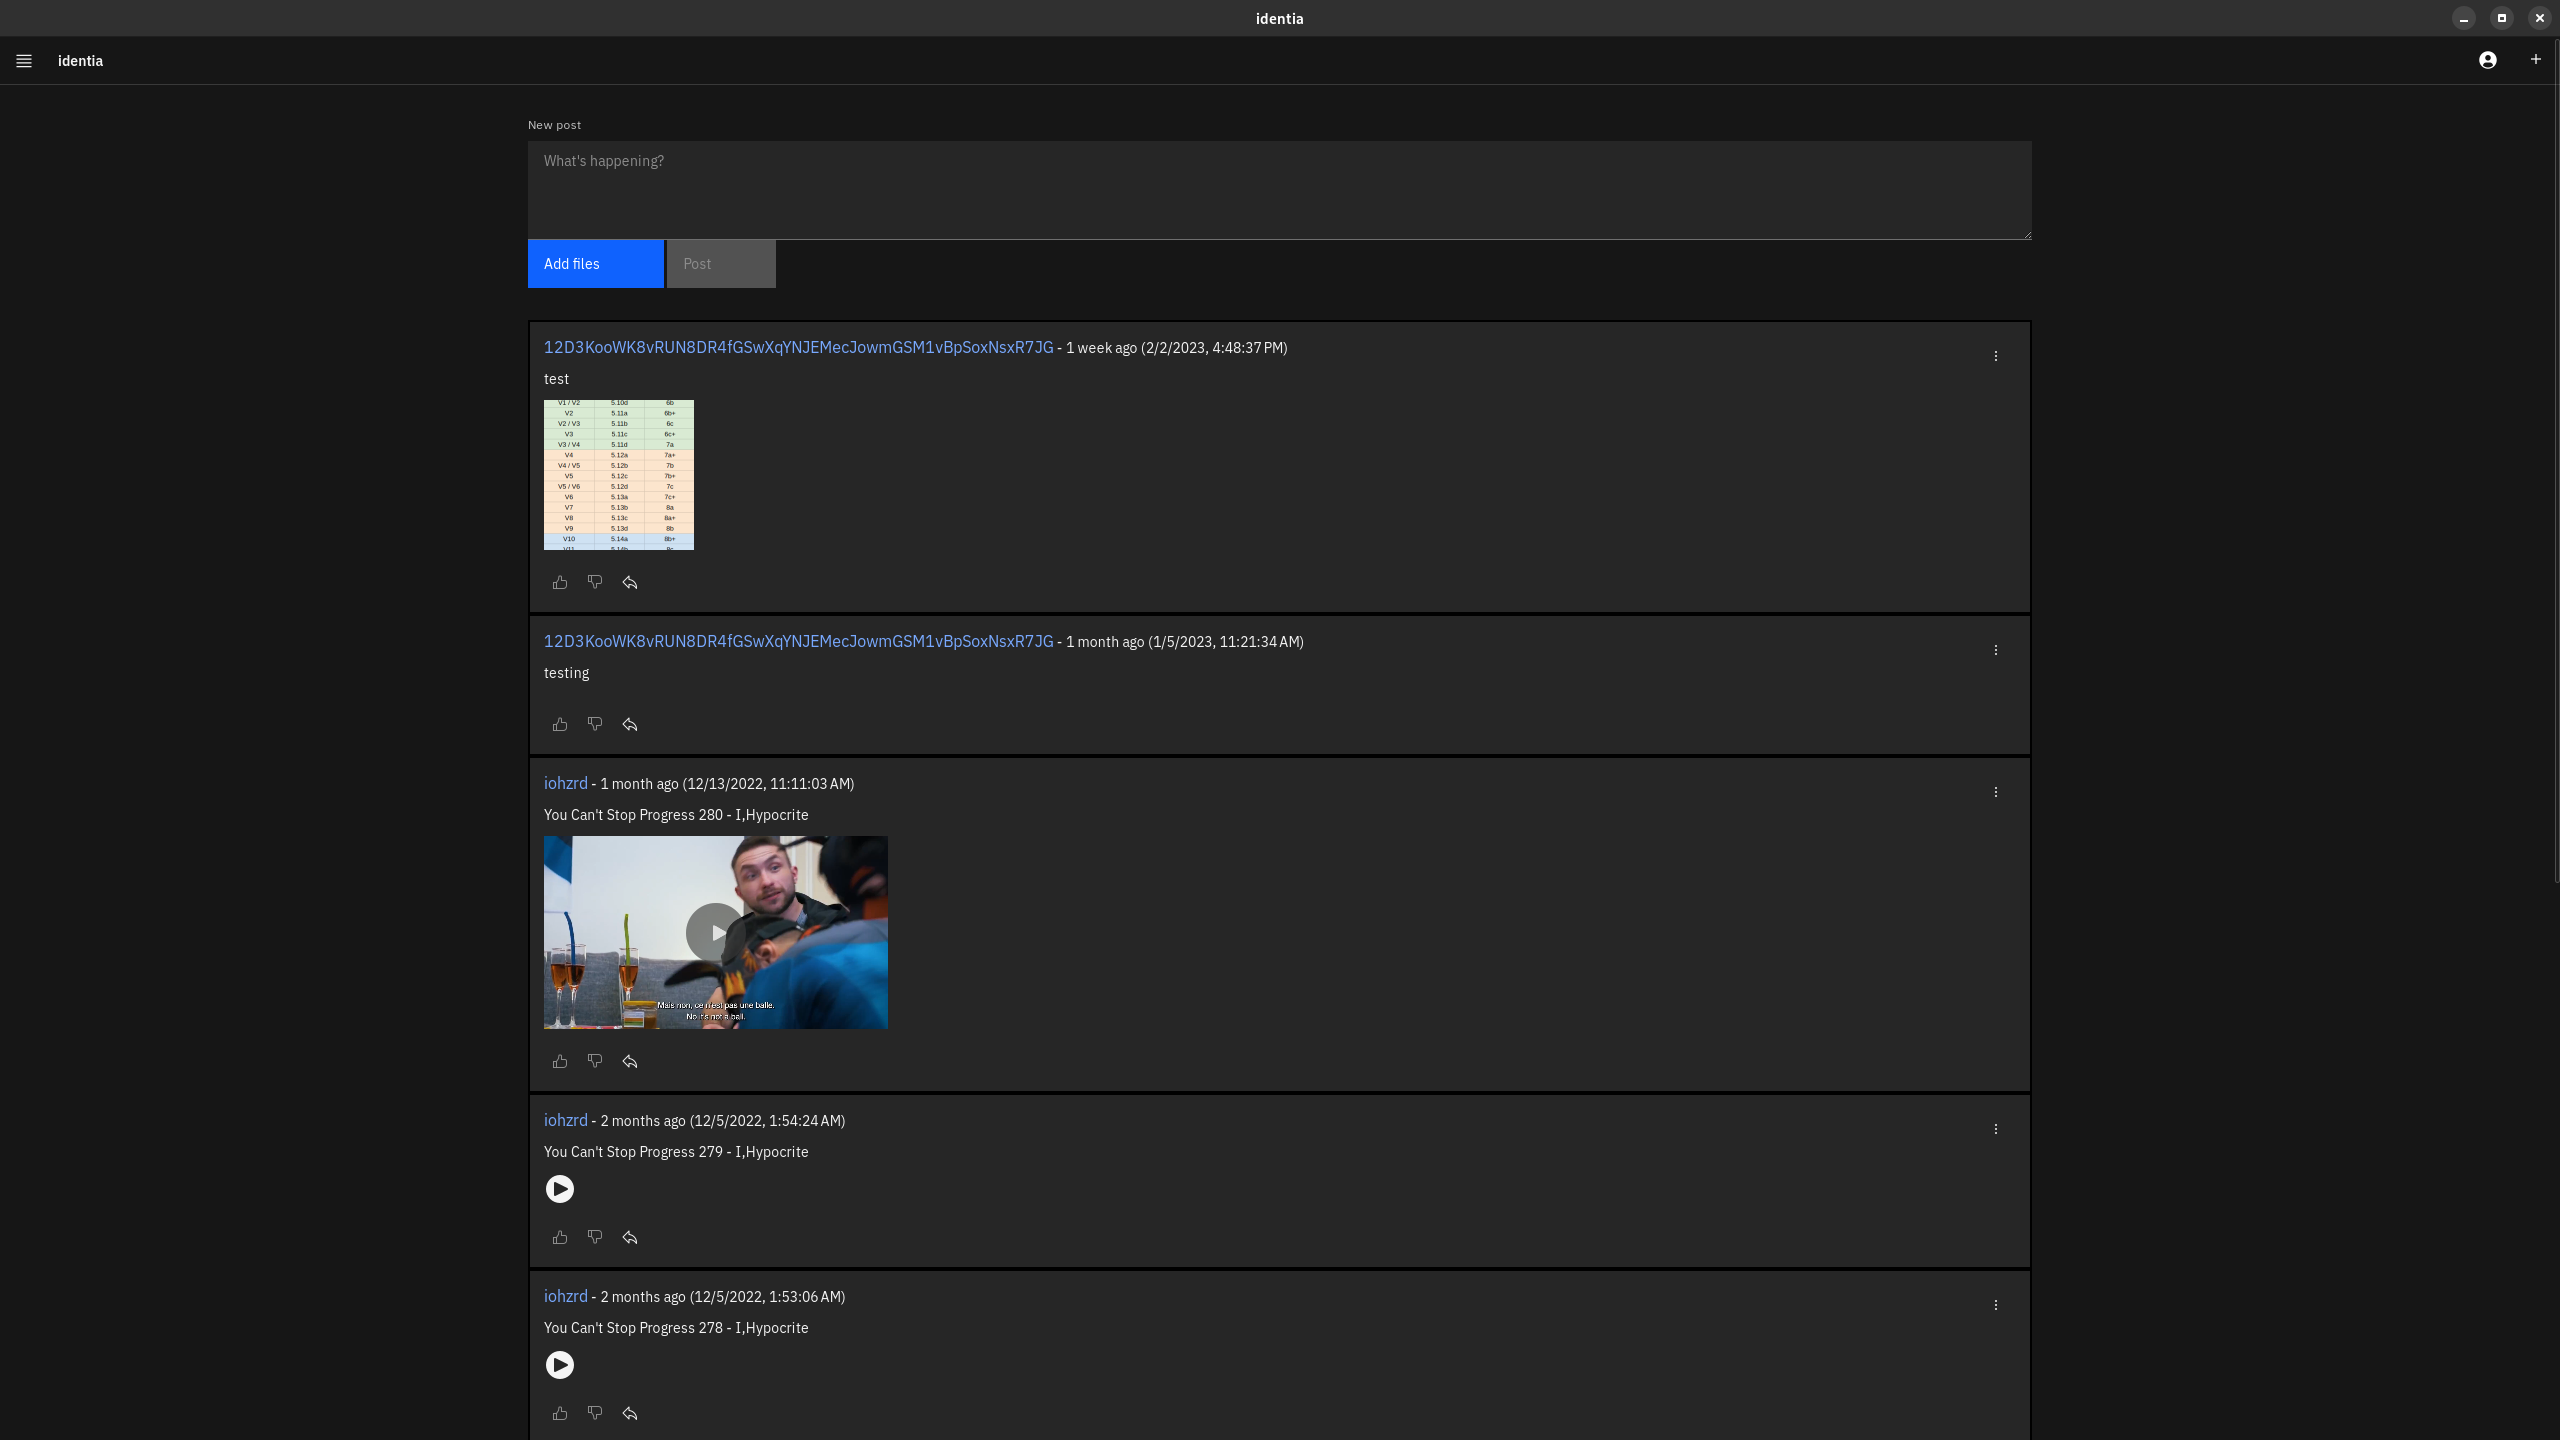 identia
identia
New post
What's happening?
Add files
Post
12D3KooWK8vRUN8DR4fGSwXqYNJEMecJowmGSM1vBpSoxNsxR7JG - 1 week ago (2/2/2023, 4:48:37 PM)
test
V1 / V2 5.10d 6b
V2 5.11a 6b+
V2 / V3 5.11b 6c
V3 5.11c 6c+
V3 / V4 5.11d 7a
V4 5.12a 7a+
V4 / V5 5.12b 7b
V5 5.12c 7b+
V5 / V6 5.12d 7c
V6 5.13a 7c+
V7 5.13b 8a
V8 5.13c 8a+
V9 5.13d 8b
V10 5.14a 8b+
12D3KooWK8vRUN8DR4fGSwXqYNJEMecJowmGSM1vBpSoxNsxR7JG - 1 month ago (1/5/2023, 11:21:34 AM)
testing
iohzrd - 1 month ago (12/13/2022, 11:11:03 AM)
You Can't Stop Progress 280 - I,Hypocrite
Mais non, ce n'est pas une balle.
No it's not a ball.
iohzrd - 2 months ago (12/5/2022, 1:54:24 AM)
You Can't Stop Progress 279 - I,Hypocrite
iohzrd - 2 months ago (12/5/2022, 1:53:06 AM)
You Can't Stop Progress 278 - I,Hypocrite